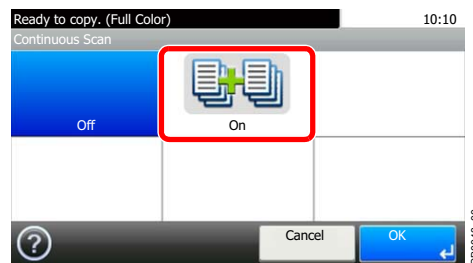 Ready to copy. (Full Color) 10:10
Continuous Scan
Off On
? Cancel OK